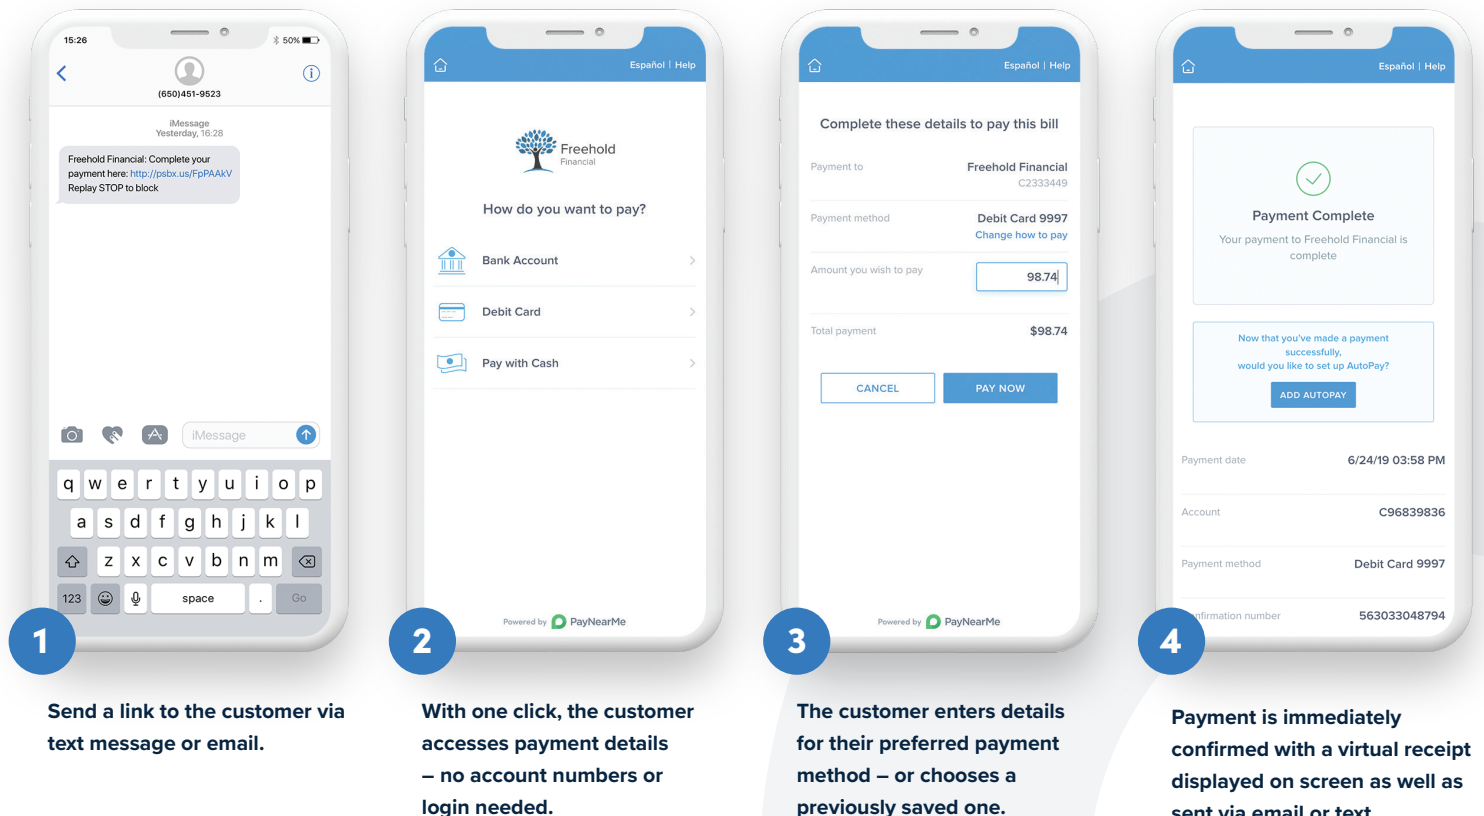 15:26
50%
(650)451-9523
iMessage
Yesterday, 16:28
Freehold Financial: Complete your
payment here: http://psbx.us/FpPAAkV
Replay STOP to block
iMessage
q w e r t y u i o p
a s d f g h j k l
z x c v b n m
123 space . Go
1
Send a link to the customer via
text message or email.
Español | Help
Freehold
Financial
How do you want to pay?
Bank Account
Debit Card
Pay with Cash
Powered by PayNearMe
2
With one click, the customer
accesses payment details
– no account numbers or
login needed.
Español | Help
Complete these details to pay this bill
Payment to Freehold Financial
C2333449
Payment method Debit Card 9997
Change how to pay
Amount you wish to pay 98.74
Total payment $98.74
CANCEL PAY NOW
Powered by PayNearMe
3
The customer enters details
for their preferred payment
method – or chooses a
previously saved one.
Español | Help
Payment Complete
Your payment to Freehold Financial is
complete
Now that you've made a payment
successfully,
would you like to set up AutoPay?
ADD AUTOPAY
Payment date 6/24/19 03:58 PM
Account C96839836
Payment method Debit Card 9997
nfirmation number 563033048794
4
Payment is immediately
confirmed with a virtual receipt
displayed on screen as well as
sent via email or text